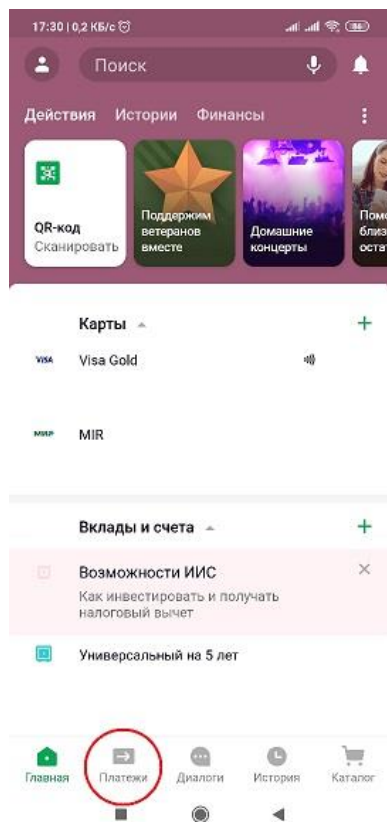 17:30 | 0,2 КБ/с
86
Поиск
Действия Истории Финансы
QR-код
Сканировать
Поддержим
ветеранов
вместе
Домашние
концерты
Карты
+
VISA Visa Gold
МИР MIR
Вклады и счета
+
Возможности ИИС
Как инвестировать и получать
налоговый вычет
Универсальный на 5 лет
Главная Платежи Диалоги История Каталог